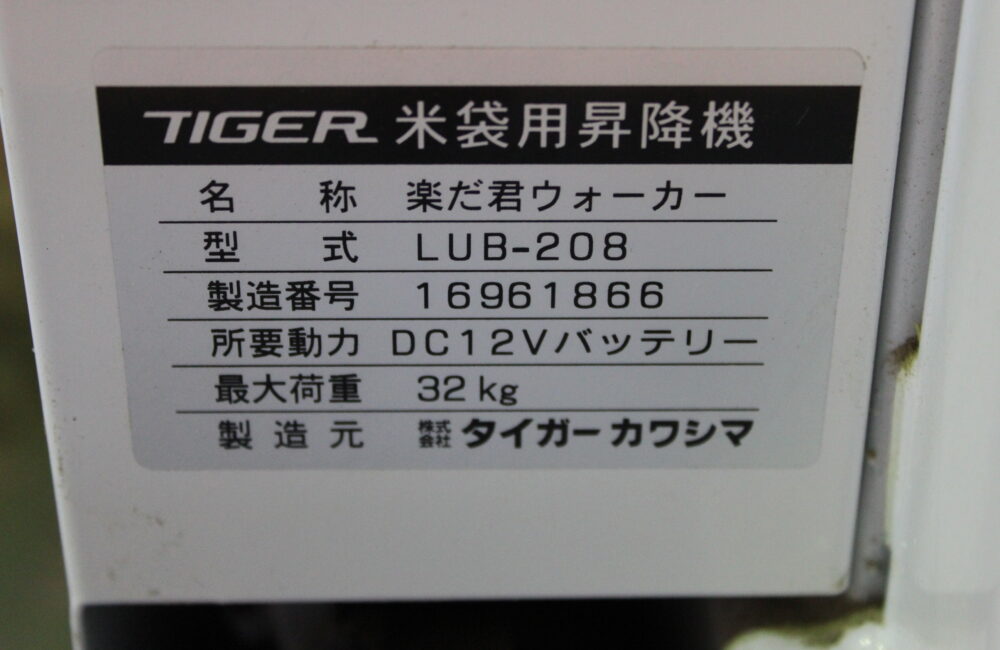 TIGER 米袋用昇降機
名称 楽だ君ウォーカー
型式 LUB-208
製造番号 16961866
所要動力 DC12Vバッテリー
最大荷重 32kg
製造元 株式会社 タイガーカワシマ